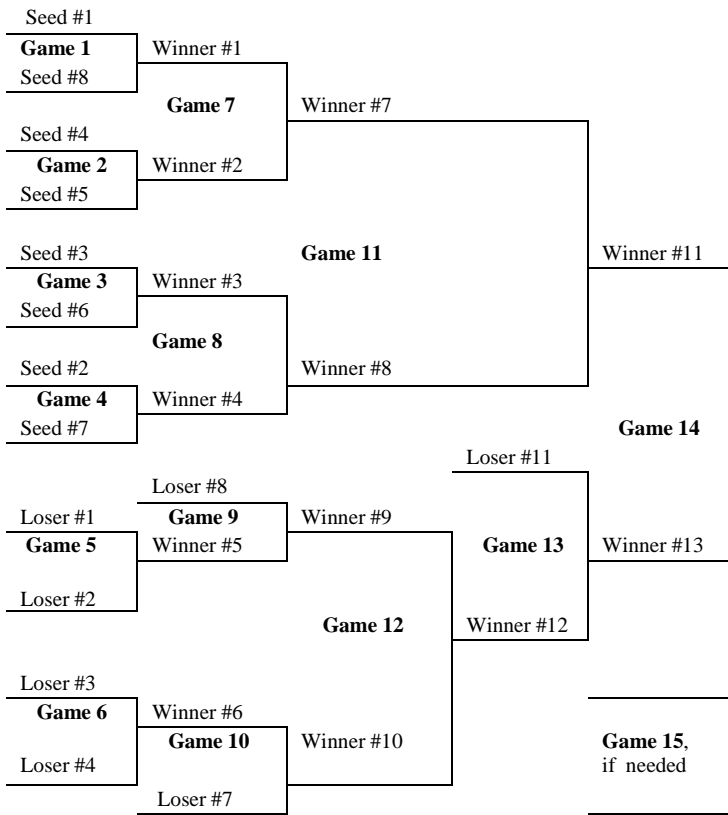 Seed #1
Game 1
Winner #1
Seed #8
Game 7
Winner #7
Seed #4
Game 2
Winner #2
Seed #5
Seed #3
Game 11
Winner #11
Game 3
Winner #3
Seed #6
Game 8
Seed #2
Winner #8
Game 4
Winner #4
Seed #7
Game 14
Loser #11
Loser #8
Loser #1
Game 9
Winner #9
Game 5
Winner #5
Game 13
Winner #13
Loser #2
Game 12
Winner #12
Loser #3
Game 6
Winner #6
Game 10
Winner #10
Game 15,
if needed
Loser #4
Loser #7